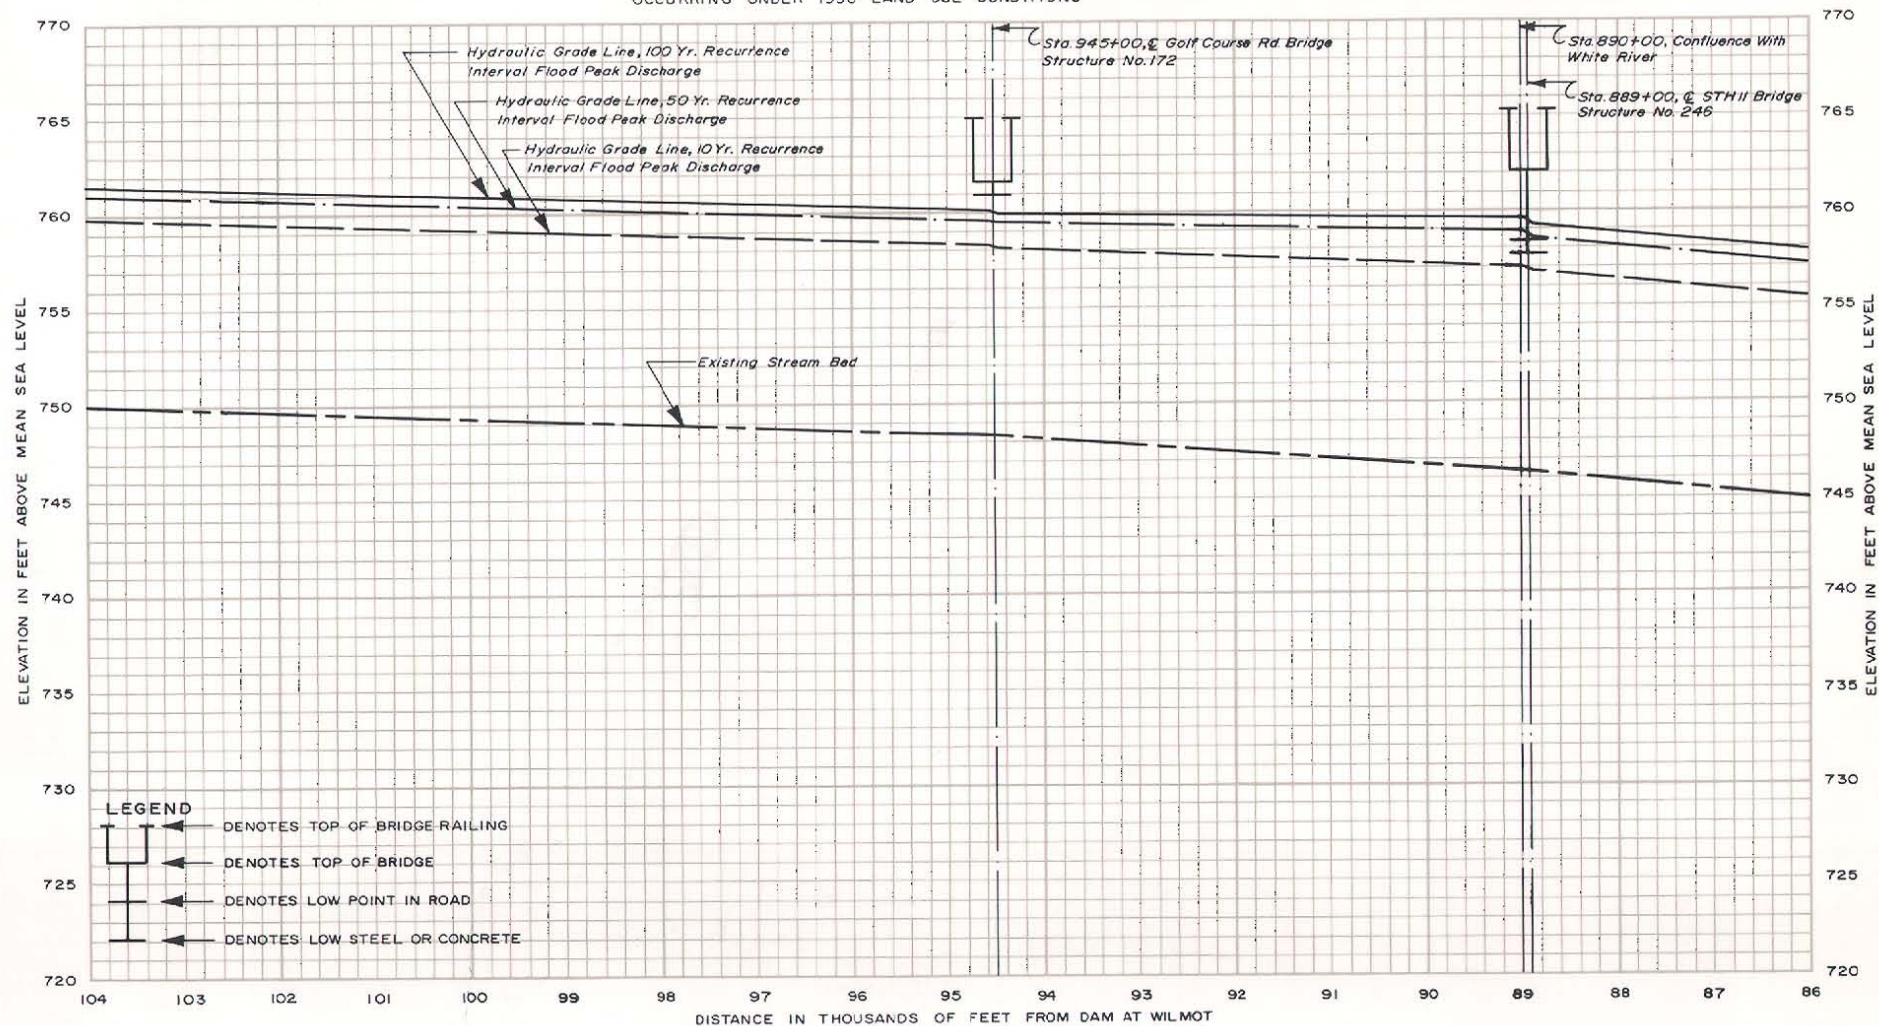 Hydraulic Grade Line, 100 Yr. Recurrence
Interval Flood Peak Discharge
Hydraulic Grade Line, 50 Yr. Recurrence
Interval Flood Peak Discharge
Hydraulic Grade Line, 10 Yr. Recurrence
Interval Flood Peak Discharge
Sta. 945+00, ℄ Golf Course Rd. Bridge
Structure No. 172
Sta. 890+00, Confluence With
White River
Sta. 889+00, ℄ STH 11 Bridge
Structure No. 246
Existing Stream Bed
ELEVATION IN FEET ABOVE MEAN SEA LEVEL
770
765
760
755
750
745
740
735
730
725
720
LEGEND
DENOTES TOP OF BRIDGE RAILING
DENOTES TOP OF BRIDGE
DENOTES LOW POINT IN ROAD
DENOTES LOW STEEL OR CONCRETE
770
765
760
755
750
745
740
735
730
725
720
ELEVATION IN FEET ABOVE MEAN SEA LEVEL
104 103 102 101 100 99 98 97 96 95 94 93 92 91 90 89 88 87 86
DISTANCE IN THOUSANDS OF FEET FROM DAM AT WILMOT